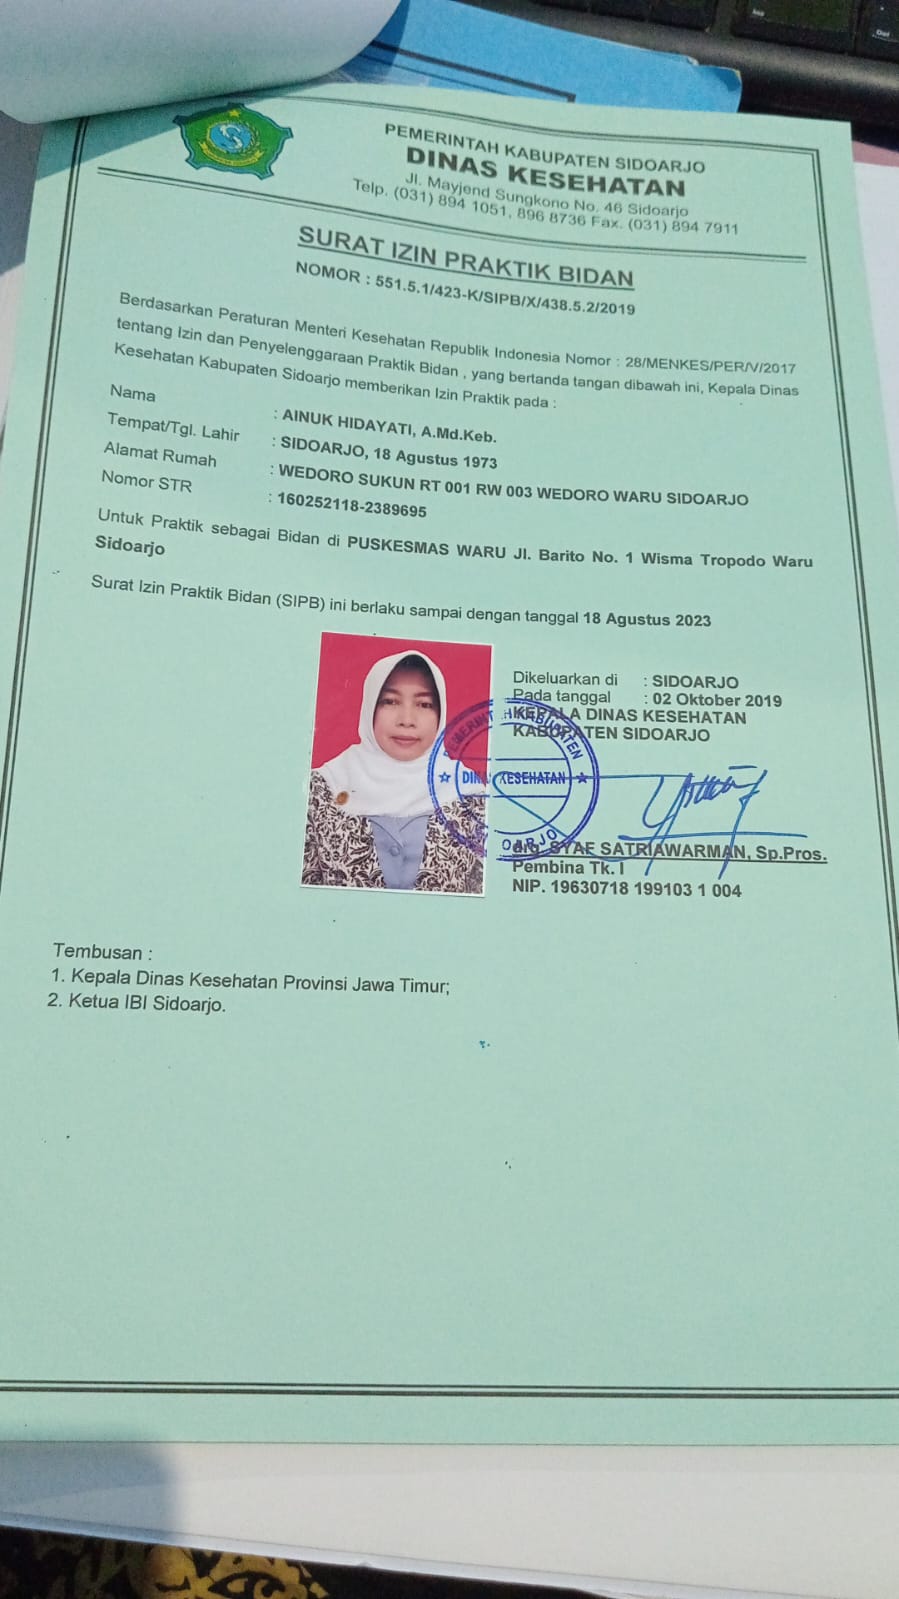 PEMERINTAH KABUPATEN SIDOARJO
DINAS KESEHATAN
Jl. Mayjend Sungkono No. 46 Sidoarjo
Telp. (031) 894 1051, 896 8736 Fax. (031) 894 7911
SURAT IZIN PRAKTIK BIDAN
NOMOR : 551.5.1/423-K/SIPB/X/438.5.2/2019
Berdasarkan Peraturan Menteri Kesehatan Republik Indonesia Nomor : 28/MENKES/PER/V/2017
tentang Izin dan Penyelenggaraan Praktik Bidan , yang bertanda tangan dibawah ini, Kepala Dinas
Kesehatan Kabupaten Sidoarjo memberikan Izin Praktik pada :
Nama : AINUK HIDAYATI, A.Md.Keb.
Tempat/Tgl. Lahir : SIDOARJO, 18 Agustus 1973
Alamat Rumah : WEDORO SUKUN RT 001 RW 003 WEDORO WARU SIDOARJO
Nomor STR : 160252118-2389695
Untuk Praktik sebagai Bidan di PUSKESMAS WARU Jl. Barito No. 1 Wisma Tropodo Waru
Sidoarjo
Surat Izin Praktik Bidan (SIPB) ini berlaku sampai dengan tanggal 18 Agustus 2023
Dikeluarkan di : SIDOARJO
Pada tanggal : 02 Oktober 2019
KEPALA DINAS KESEHATAN
KABUPATEN SIDOARJO
PEMERINTAH KABUPATEN
DINAS KESEHATAN
drg. SYAF SATRIAWARMAN, Sp.Pros.
Pembina Tk. I
NIP. 19630718 199103 1 004
Tembusan :
1. Kepala Dinas Kesehatan Provinsi Jawa Timur;
2. Ketua IBI Sidoarjo.